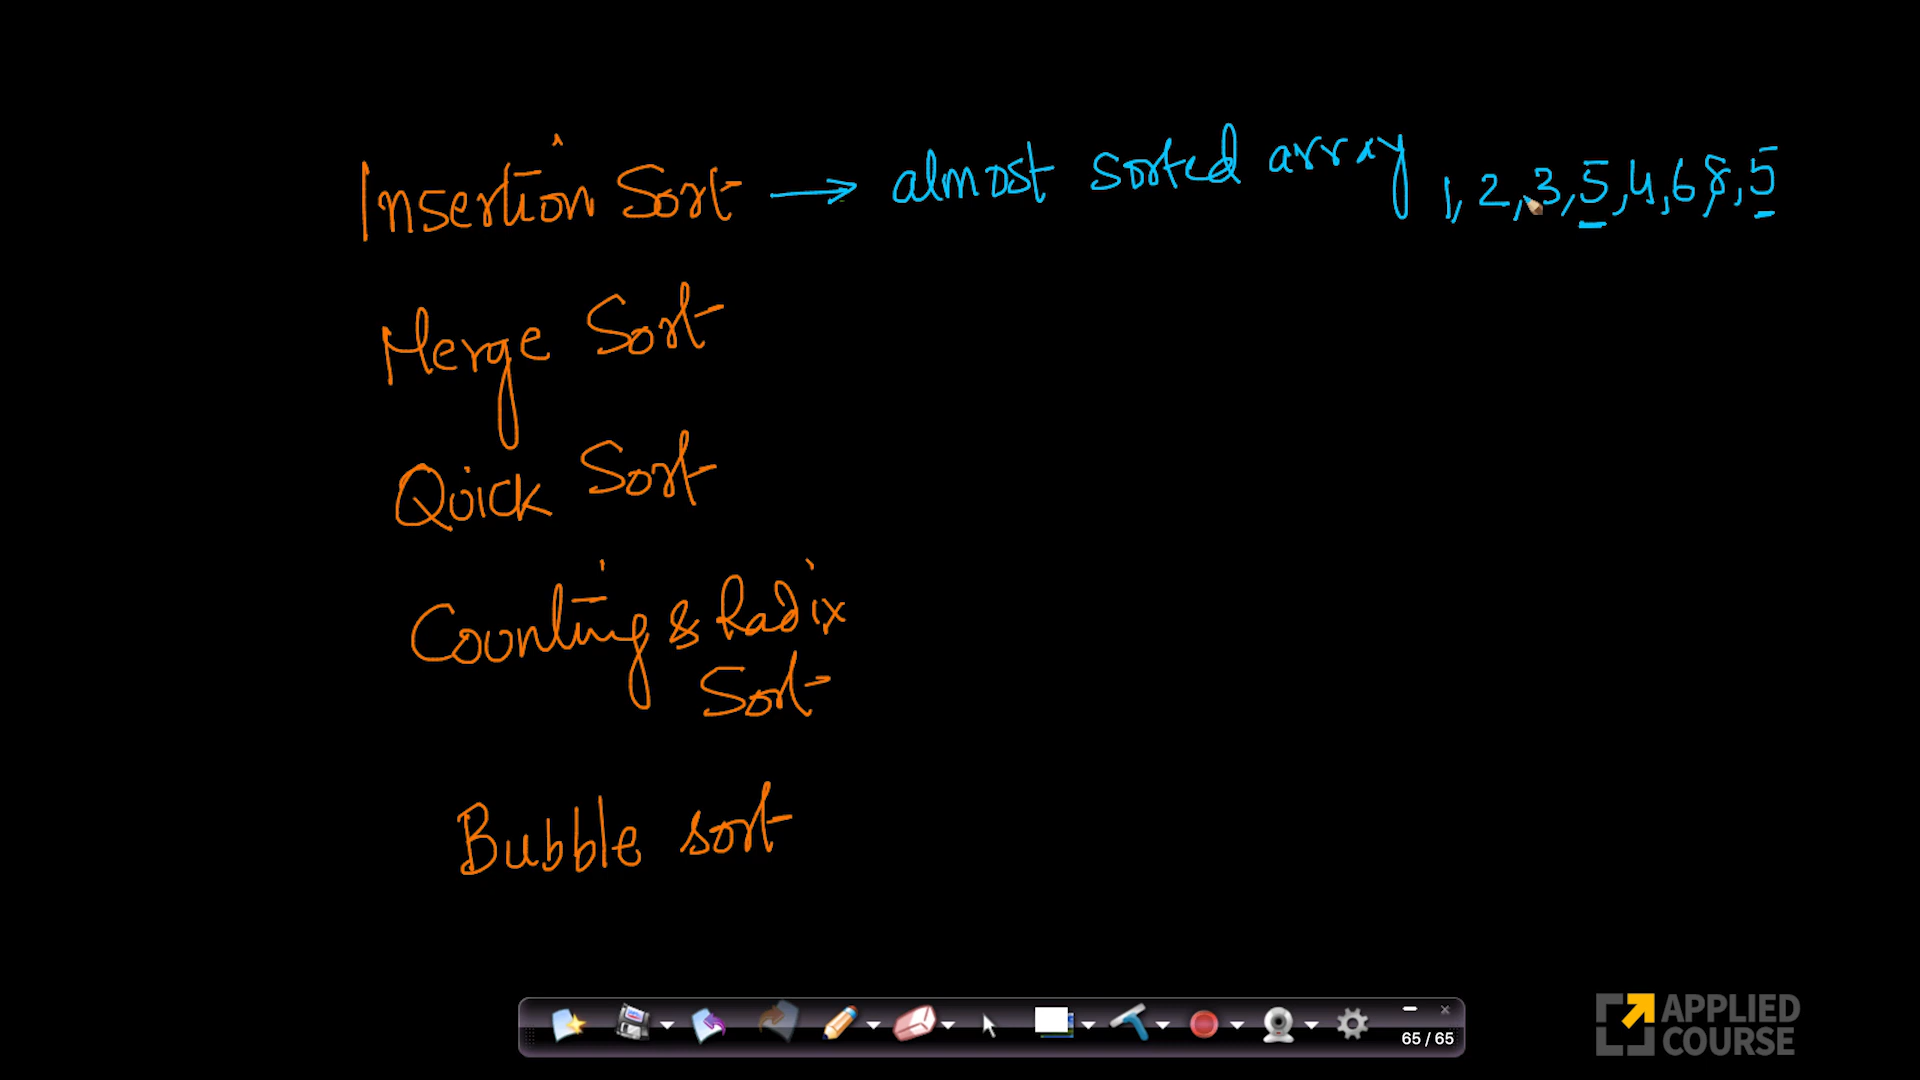 Insertion Sort → almost sorted array 1, 2, 3, 5, 4, 6, 8, 5
Merge Sort
Quick Sort
Counting & Radix
Sort
Bubble sort
65 / 65
APPLIED
COURSE